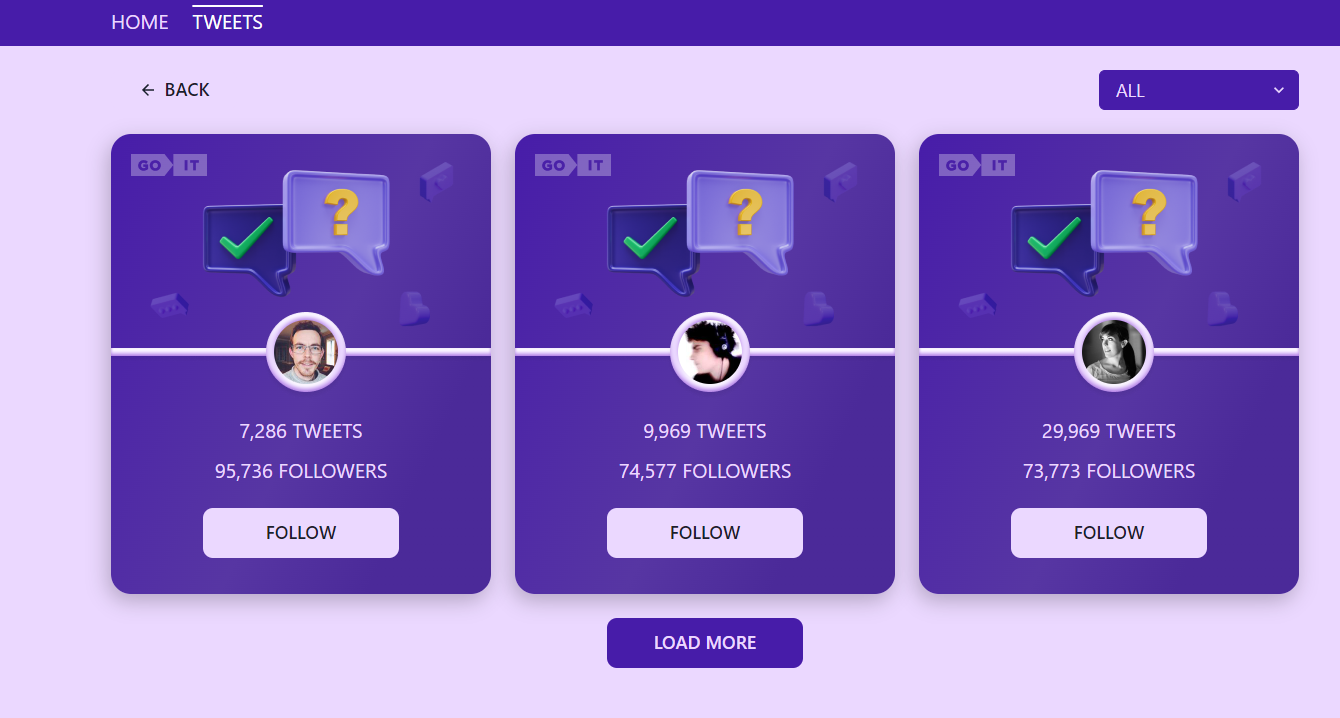 HOME TWEETS
← BACK
ALL
GO IT
?
7,286 TWEETS
95,736 FOLLOWERS
FOLLOW
GO IT
?
9,969 TWEETS
74,577 FOLLOWERS
FOLLOW
GO IT
?
29,969 TWEETS
73,773 FOLLOWERS
FOLLOW
LOAD MORE